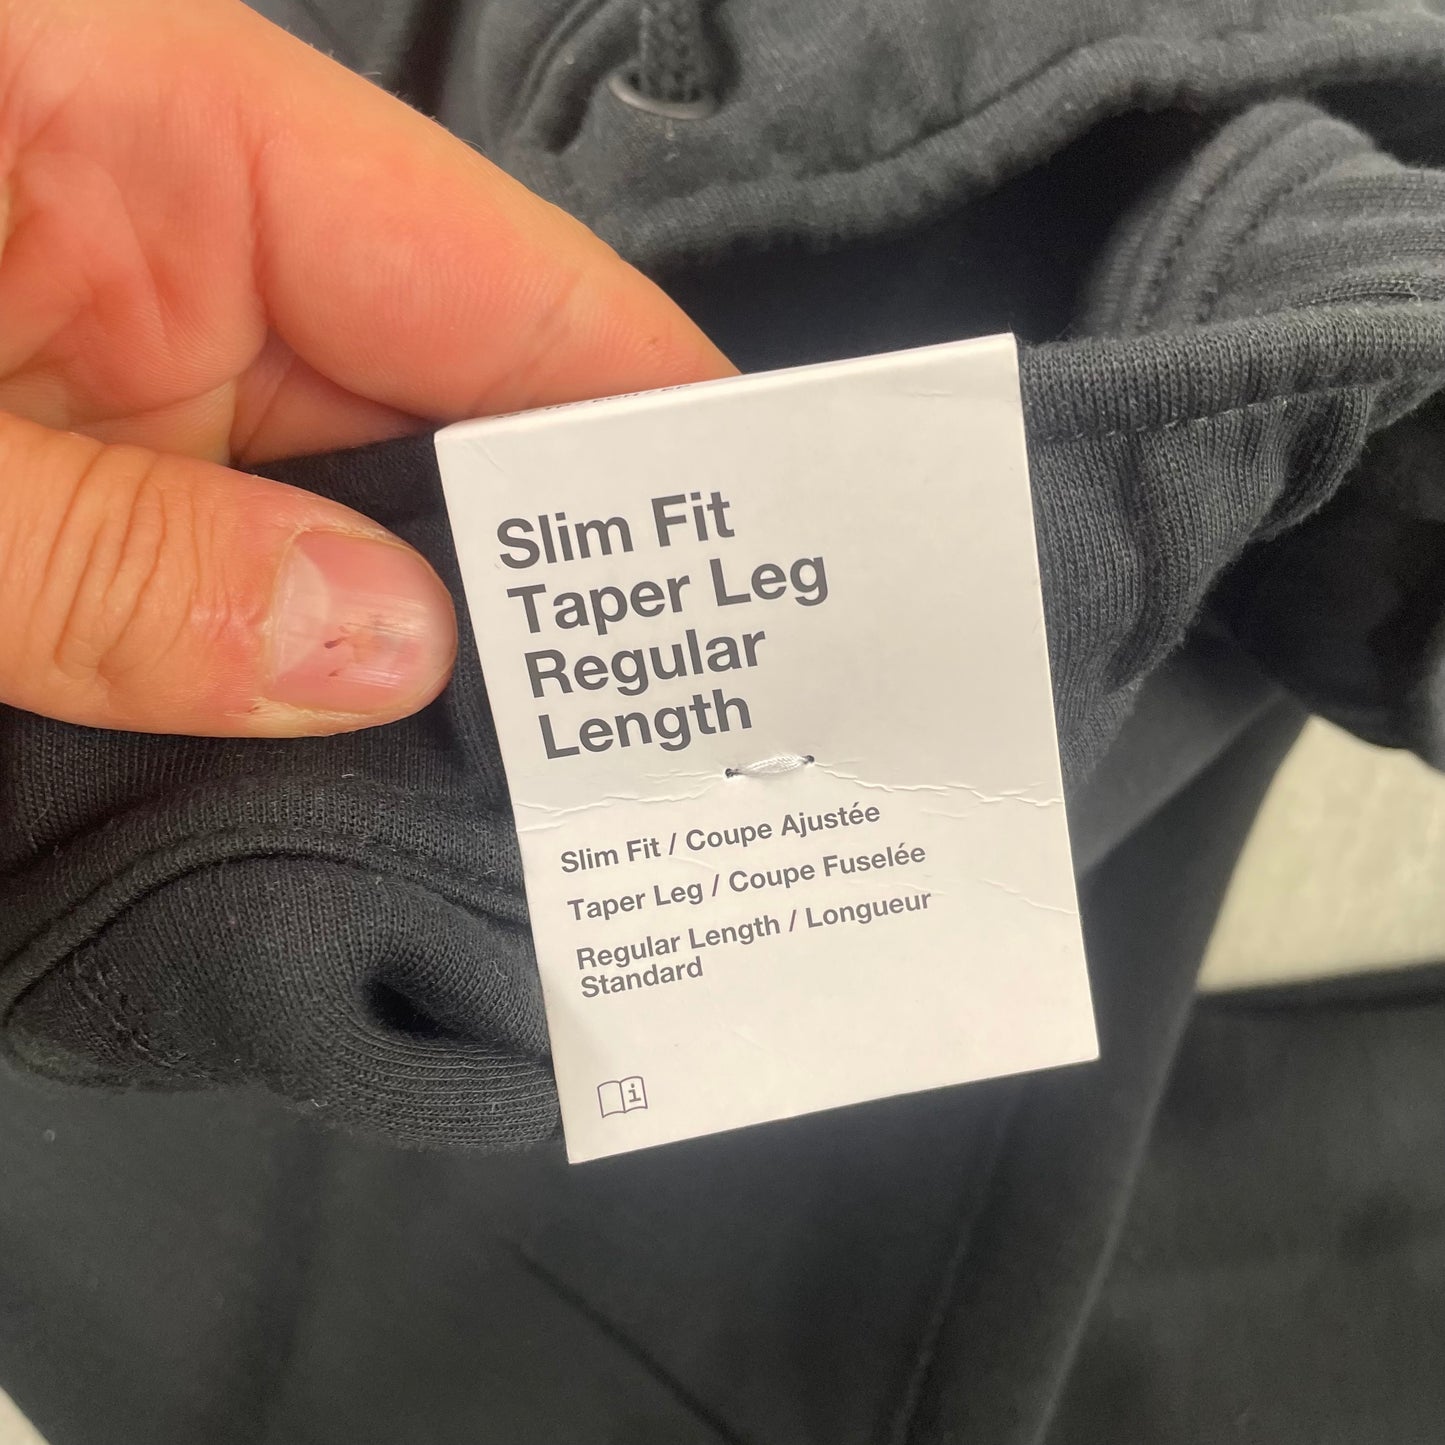 Slim Fit
Taper Leg
Regular
Length
Slim Fit / Coupe Ajustée
Taper Leg / Coupe Fuselée
Regular Length / Longueur
Standard
i